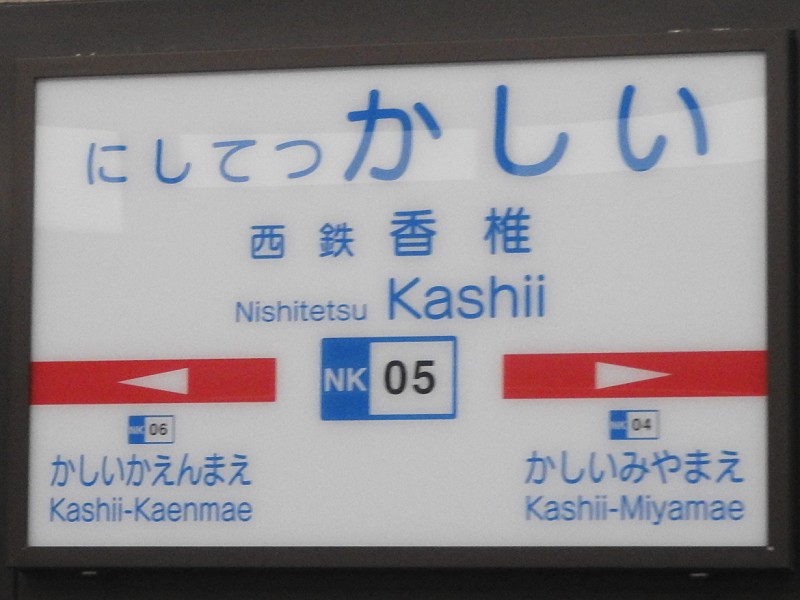 にしてつかしい
西鉄香椎
Nishitetsu Kashii
NK 05
NK 06
かしいかえんまえ
Kashii-Kaenmae
NK 04
かしいみやまえ
Kashii-Miyamae